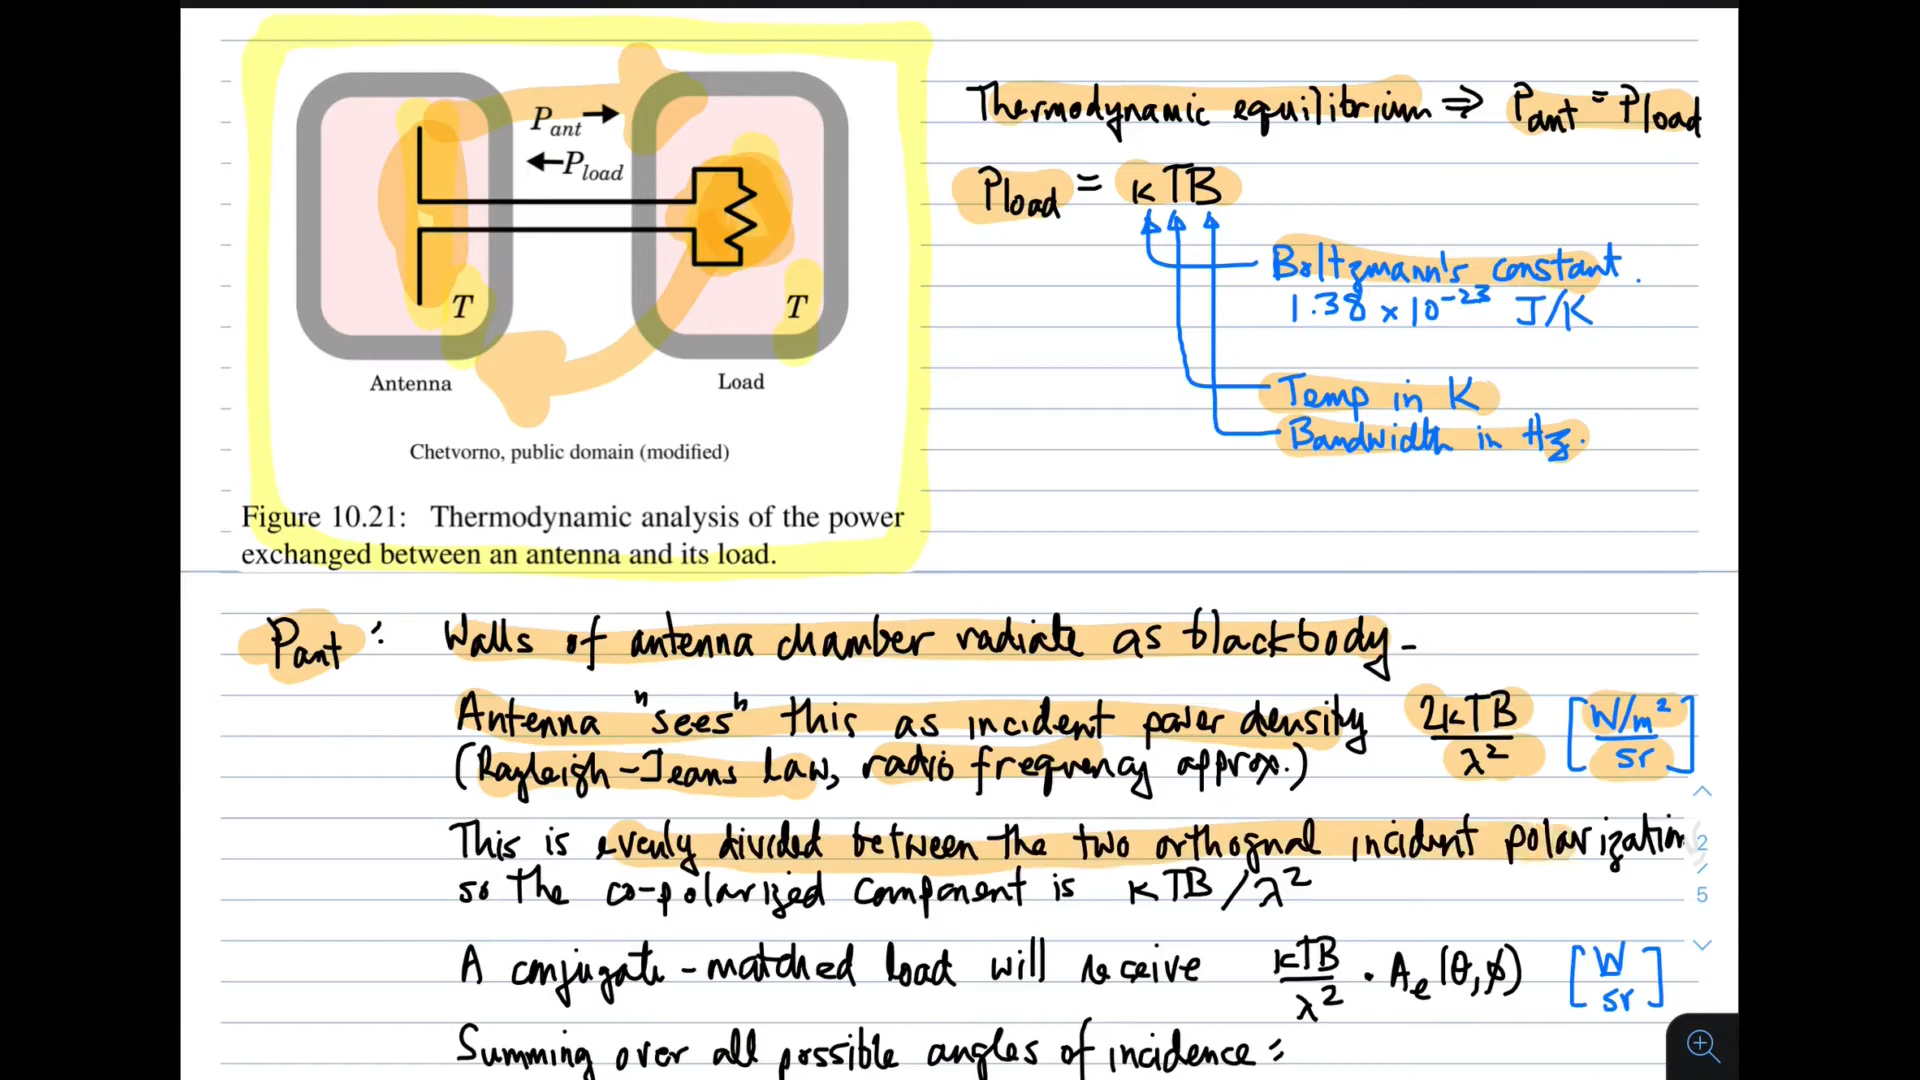 P_ant →
← P_load
T
T
Antenna
Load
Chetvorno, public domain (modified)
Figure 10.21: Thermodynamic analysis of the power
exchanged between an antenna and its load.
Thermodynamic equilibrium ⇒ P_ant = P_load
P_load = kTB
Boltzmann's constant.
1.38 × 10^-23 J/K
Temp in K
Bandwidth in Hz.
P_ant: Walls of antenna chamber radiate as blackbody-
Antenna "sees" this as incident power density 2kTB/λ² [W/m²/sr]
(Rayleigh-Jeans Law, radio frequency approx.)
This is evenly divided between the two orthognal incident polarization
so the co-polarized component is kTB/λ²
A conjugate-matched load will receive kTB/λ² · A_e(θ,φ) [W/sr]
Summing over all possible angles of incidence:
2
/
5